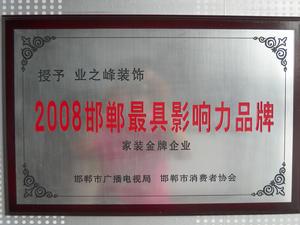 授予 业之峰装饰
2008邯郸最具影响力品牌
家装金牌企业
邯郸市广播电视局 邯郸市消费者协会